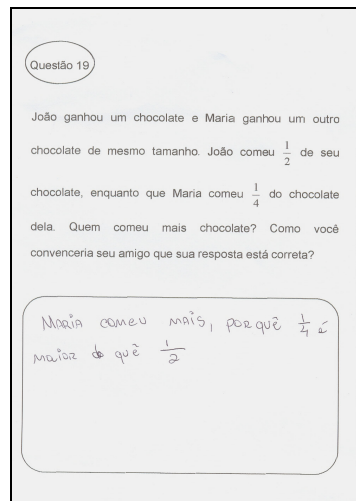 Questão 19
João ganhou um chocolate e Maria ganhou um outro
chocolate de mesmo tamanho. João comeu 1/2 de seu
chocolate, enquanto que Maria comeu 1/4 do chocolate
dela. Quem comeu mais chocolate? Como você
convenceria seu amigo que sua resposta está correta?
MARIA comeu mais, porquê 1/4 é
maior do quê 1/2